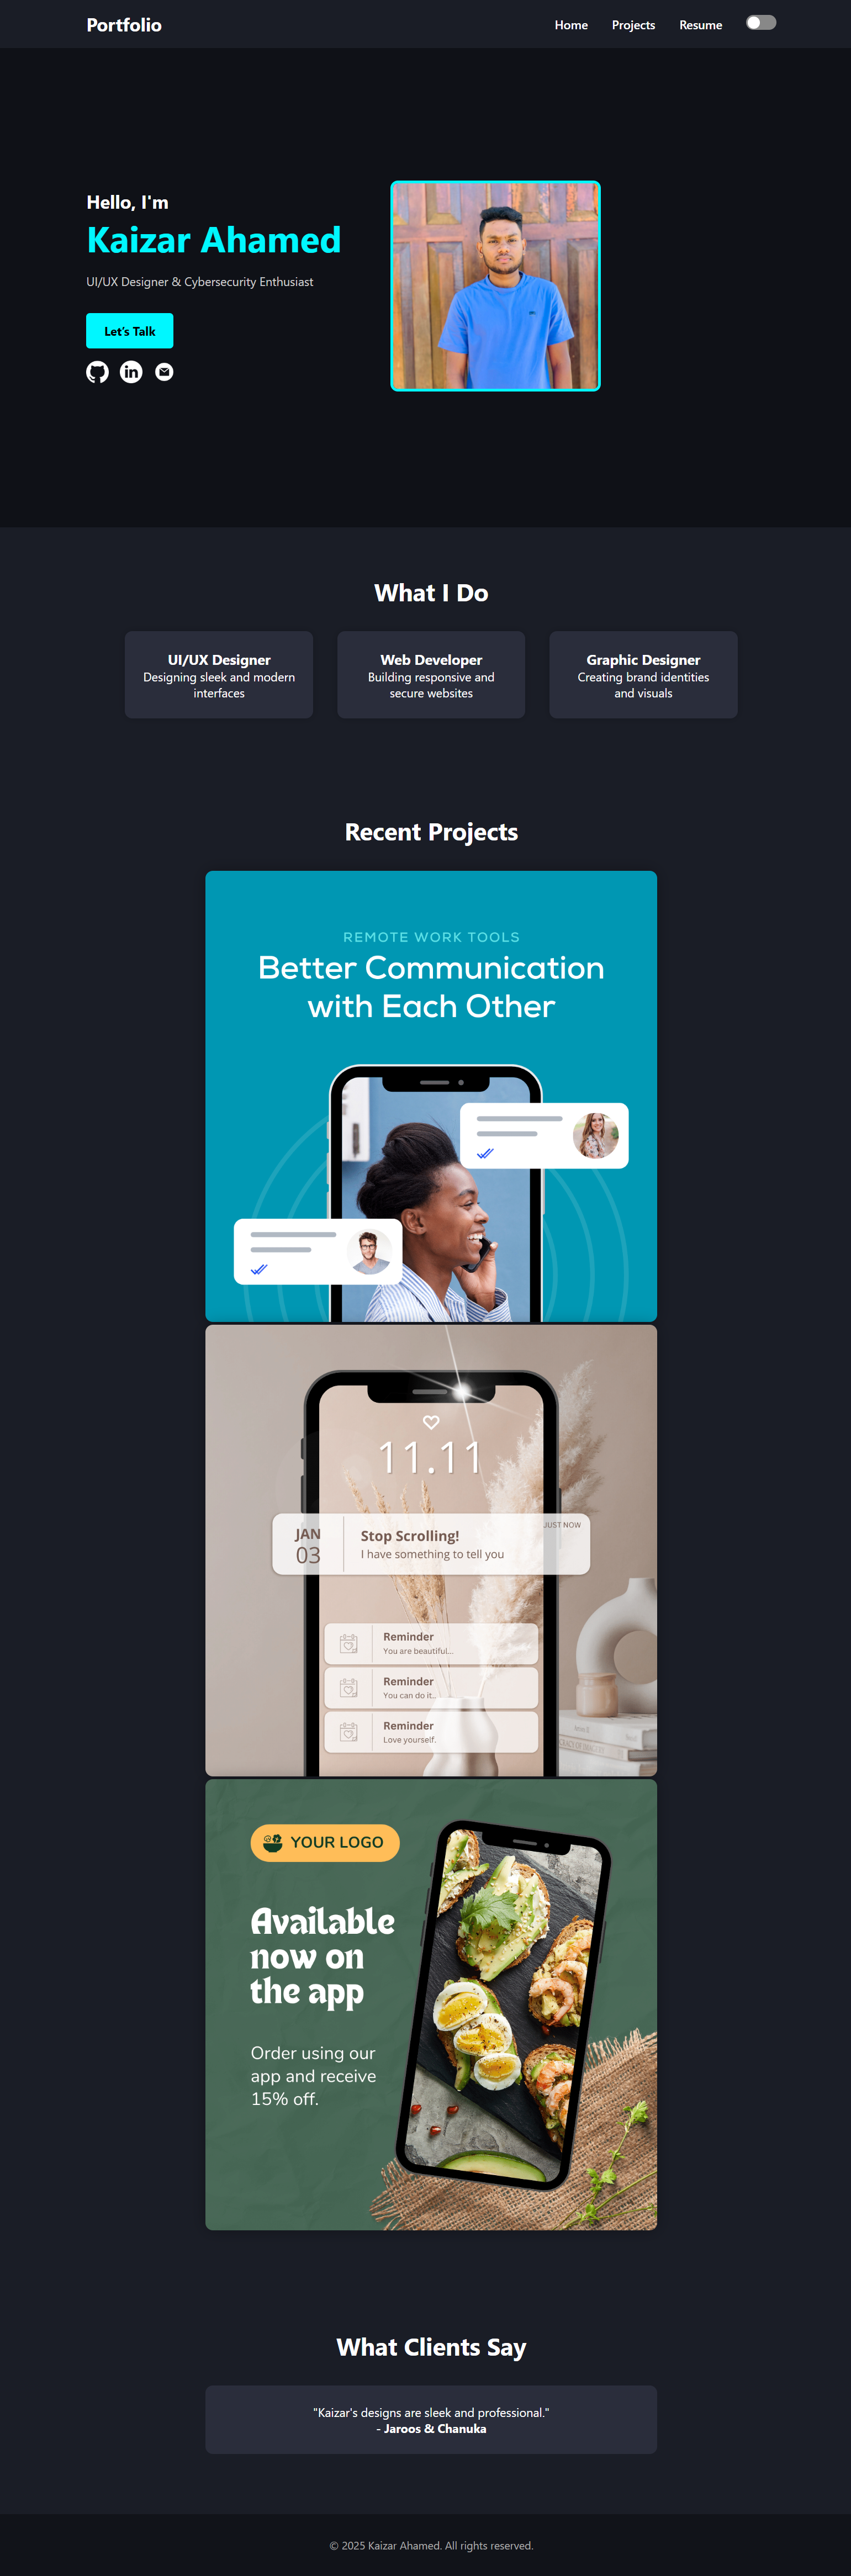 Portfolio
Home Projects Resume
Hello, I'm
Kaizar Ahamed
UI/UX Designer & Cybersecurity Enthusiast
Let’s Talk
in
What I Do
UI/UX Designer
Designing sleek and modern
interfaces
Web Developer
Building responsive and
secure websites
Graphic Designer
Creating brand identities
and visuals
Recent Projects
REMOTE WORK TOOLS
Better Communication
with Each Other
11.11
JUST NOW
JAN
03
Stop Scrolling!
I have something to tell you
Reminder
You are beautiful...
Reminder
You can do it..
Reminder
Love yourself.
YOUR LOGO
Available
now on
the app
Order using our
app and receive
15% off.
What Clients Say
"Kaizar's designs are sleek and professional."
- Jaroos & Chanuka
© 2025 Kaizar Ahamed. All rights reserved.